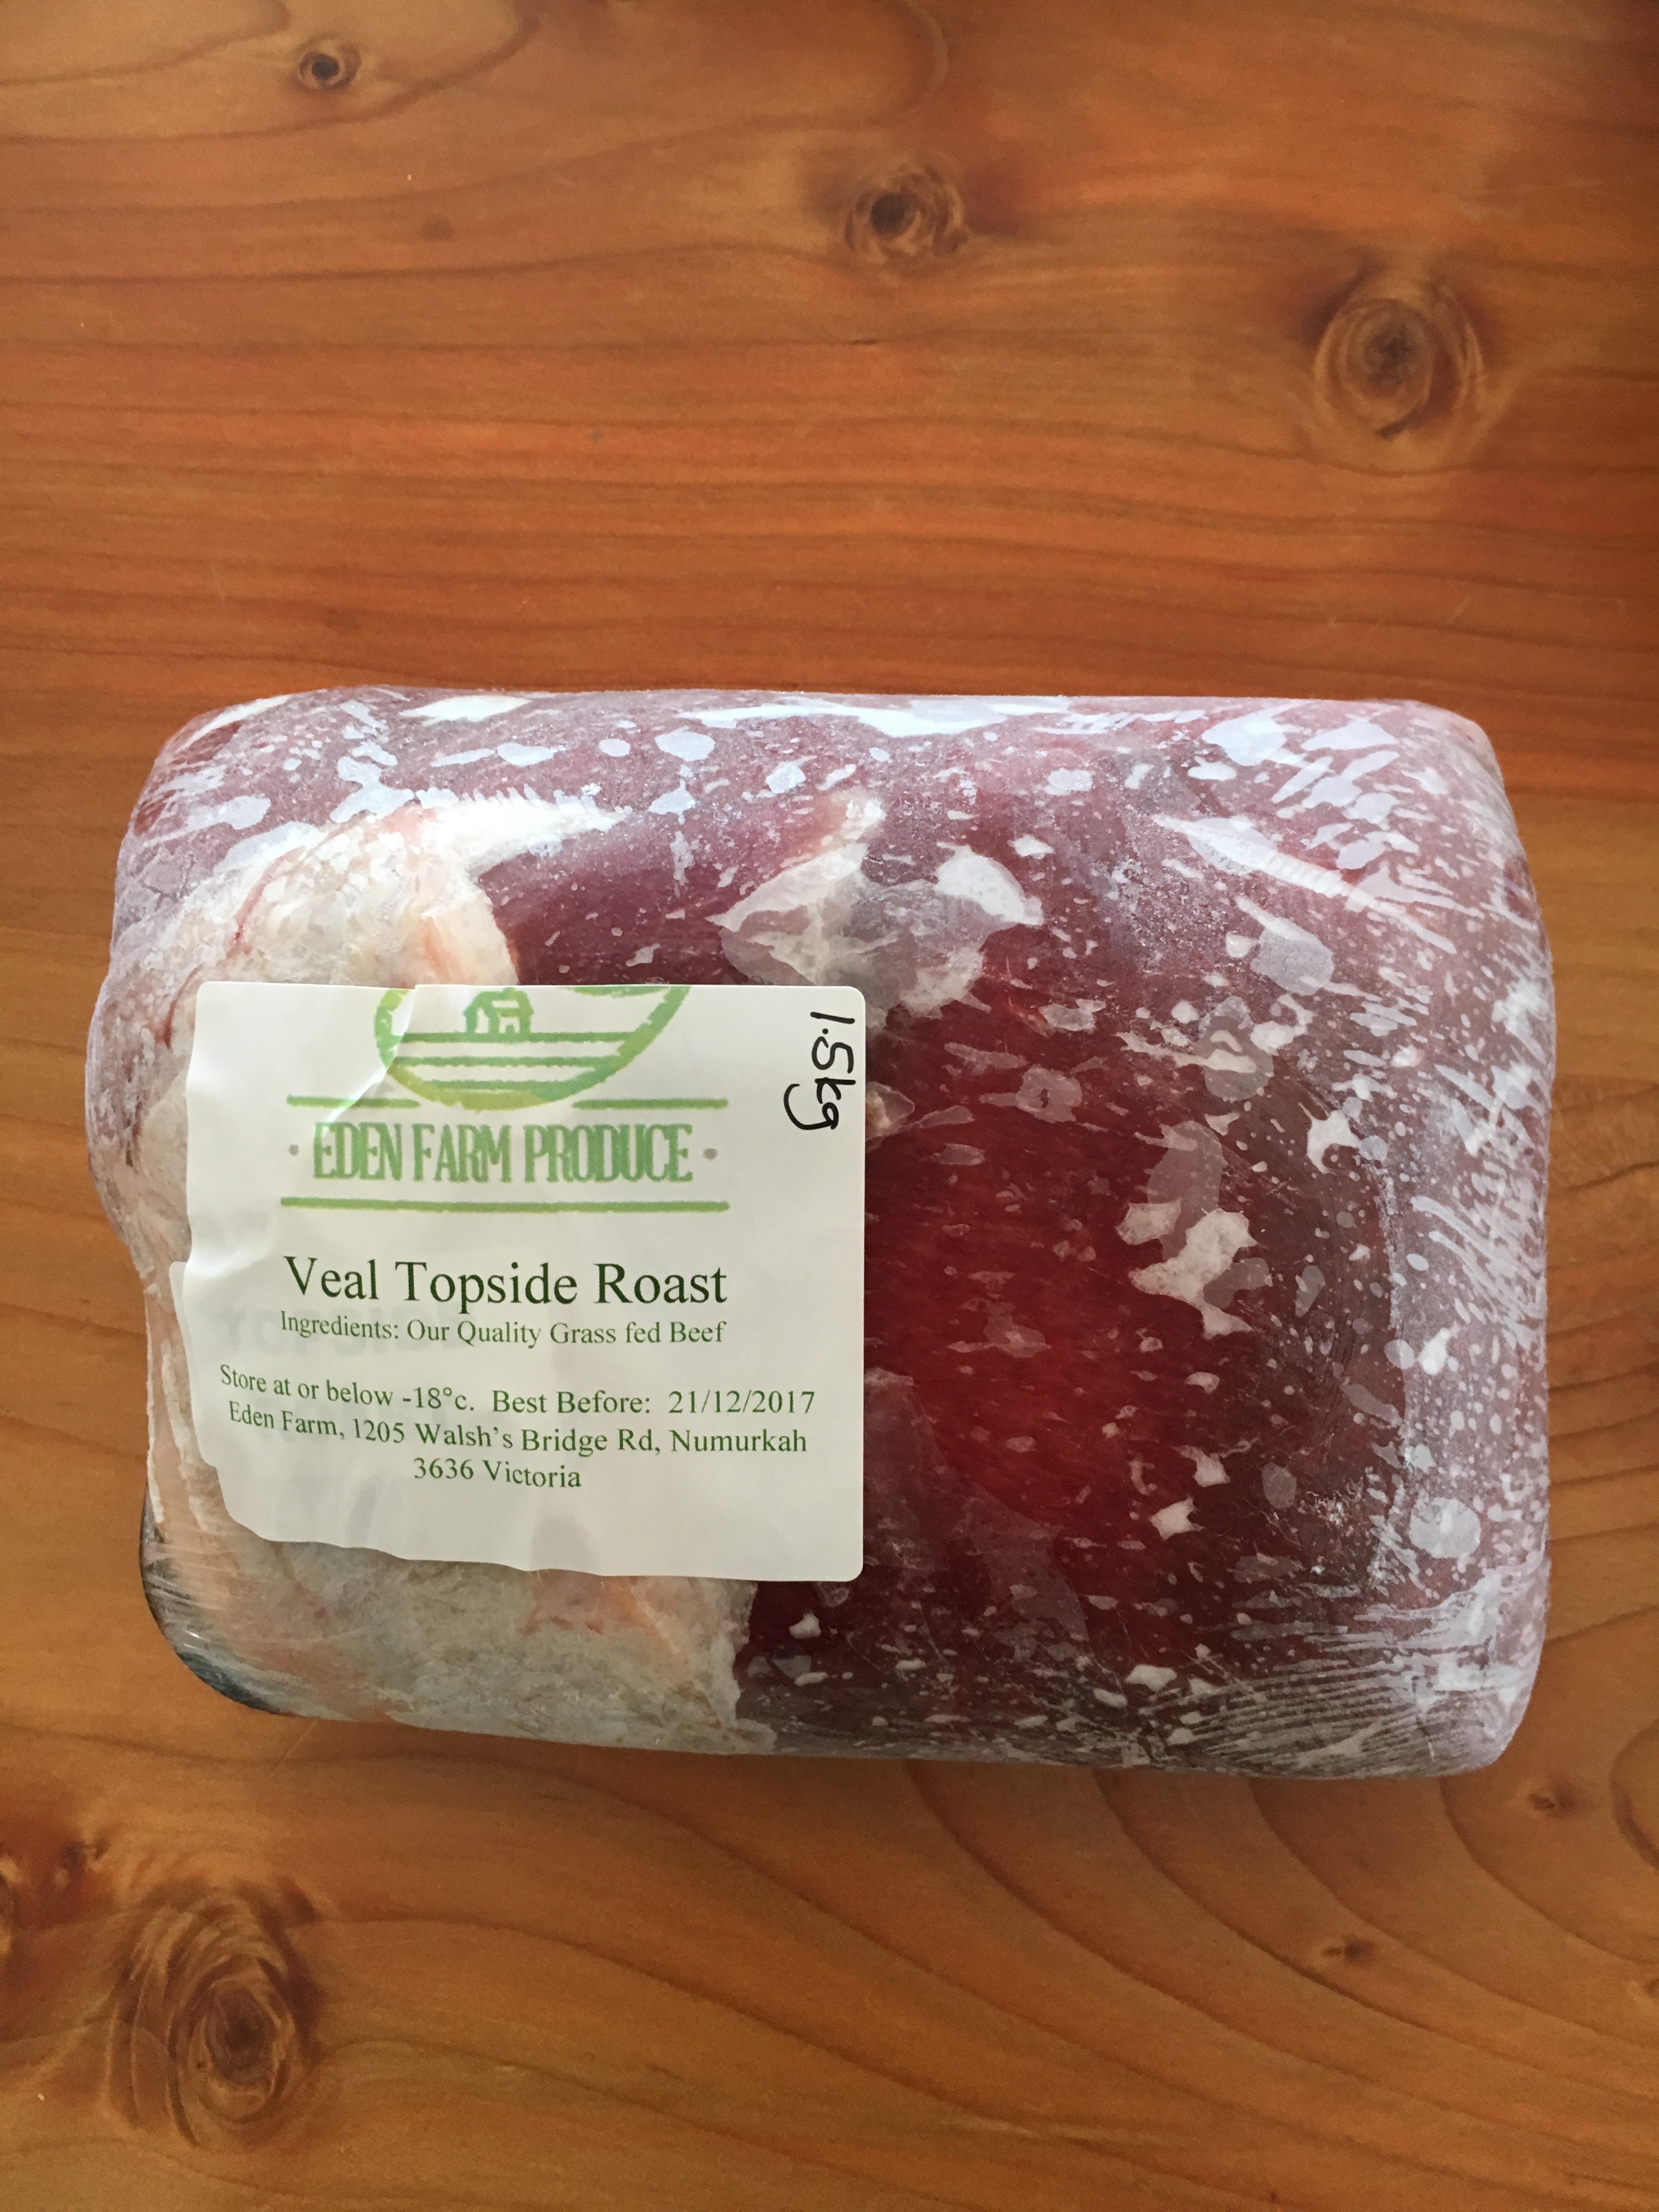 1.5kg
EDEN FARM PRODUCE
Veal Topside Roast
Ingredients: Our Quality Grass fed Beef
Store at or below -18°c. Best Before: 21/12/2017
Eden Farm, 1205 Walsh's Bridge Rd, Numurkah
3636 Victoria